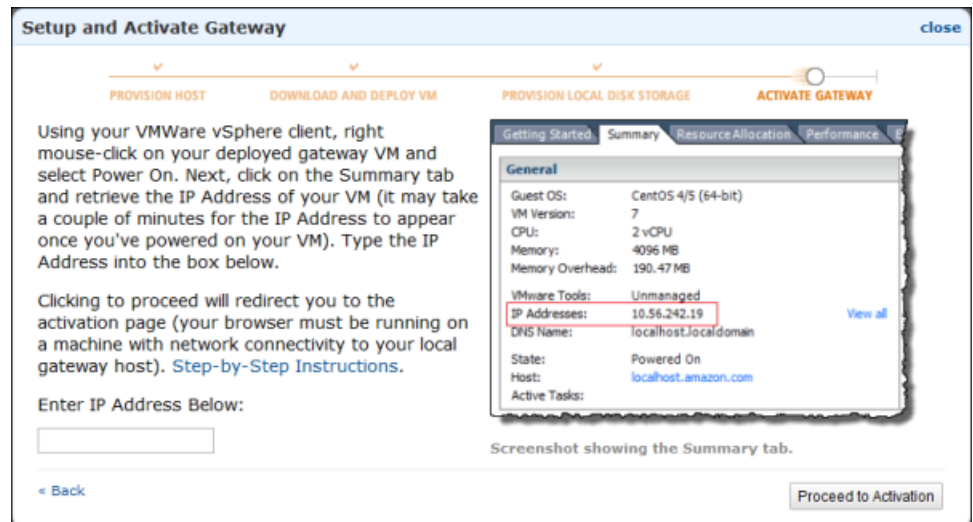 Setup and Activate Gateway
close
PROVISION HOST
DOWNLOAD AND DEPLOY VM
PROVISION LOCAL DISK STORAGE
ACTIVATE GATEWAY
Using your VMWare vSphere client, right
mouse-click on your deployed gateway VM and
select Power On. Next, click on the Summary tab
and retrieve the IP Address of your VM (it may take
a couple of minutes for the IP Address to appear
once you've powered on your VM). Type the IP
Address into the box below.
Clicking to proceed will redirect you to the
activation page (your browser must be running on
a machine with network connectivity to your local
gateway host). Step-by-Step Instructions.
Enter IP Address Below:
Getting Started Summary Resource Allocation Performance
General
Guest OS: CentOS 4/5 (64-bit)
VM Version: 7
CPU: 2 vCPU
Memory: 4096 MB
Memory Overhead: 190.47 MB
VMware Tools: Unmanaged
IP Addresses: 10.56.242.19 View all
DNS Name: localhost.localdomain
State: Powered On
Host: localhost.amazon.com
Active Tasks:
Screenshot showing the Summary tab.
« Back
Proceed to Activation